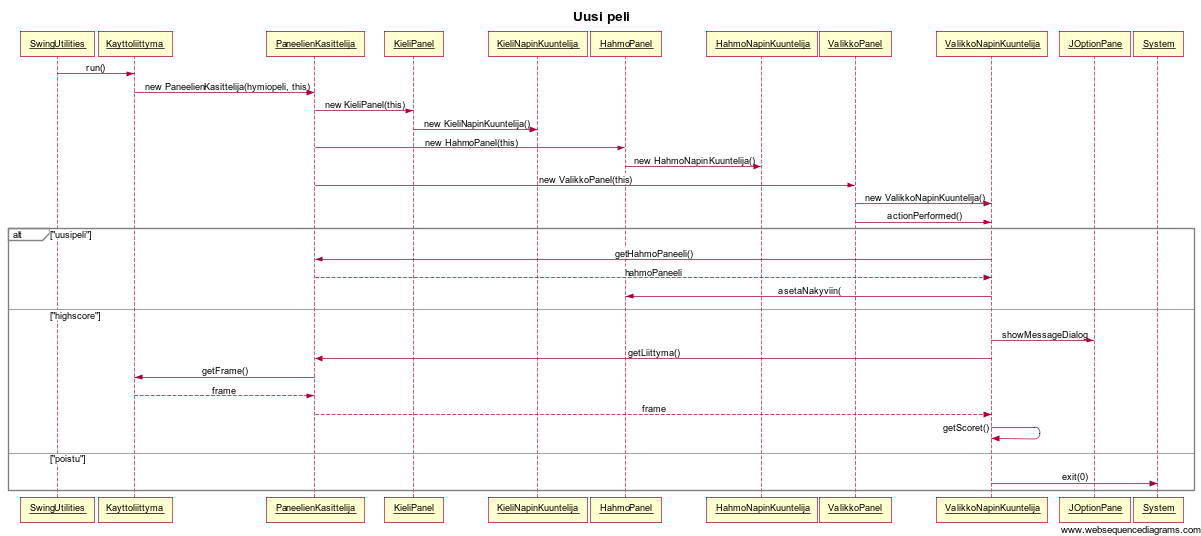 Uusi peli
SwingUtilities Kayttoliittyma PaneelienKasittelija KieliPanel KieliNapinKuuntelija HahmoPanel HahmoNapinKuuntelija ValikkoPanel ValikkoNapinKuuntelija JOptionPane System
run()
new PaneelienKasittelija(hymiopeli, this)
new KieliPanel(this)
new KieliNapinKuuntelija()
new HahmoPanel(this)
new HahmoNapinKuuntelija()
new ValikkoPanel(this)
new ValikkoNapinKuuntelija()
actionPerformed()
alt ["uusipeli"]
getHahmoPaneeli()
hahmoPaneeli
asetaNakyviin(
["highscore"]
showMessageDialog
getLiittyma()
getFrame()
frame
frame
getScoret()
["poistu"]
exit(0)
SwingUtilities Kayttoliittyma PaneelienKasittelija KieliPanel KieliNapinKuuntelija HahmoPanel HahmoNapinKuuntelija ValikkoPanel ValikkoNapinKuuntelija JOptionPane System
www.websequencediagrams.com